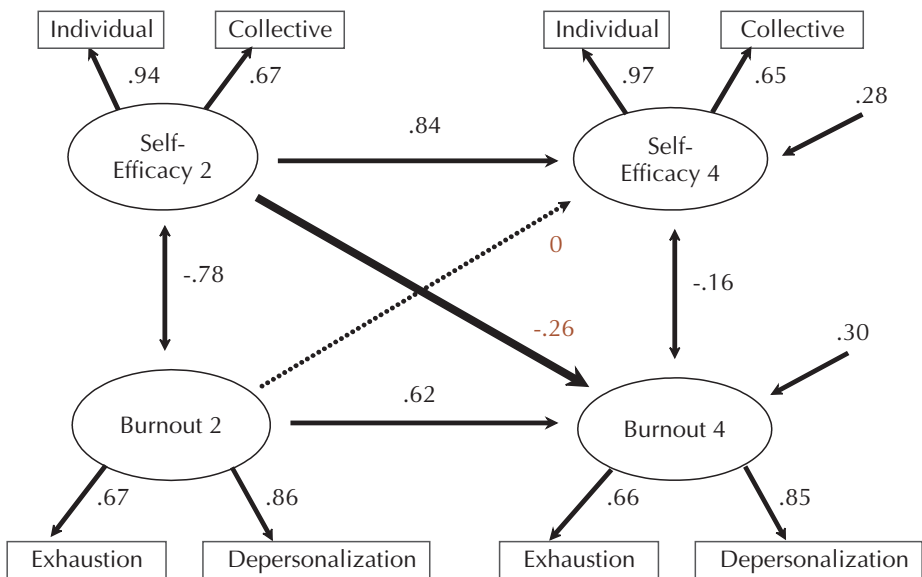 Individual
Collective
Individual
Collective
.94
.67
.97
.65
.28
Self-
Efficacy 2
.84
Self-
Efficacy 4
0
-.78
-.16
-.26
.30
.62
Burnout 2
Burnout 4
.67
.86
.66
.85
Exhaustion
Depersonalization
Exhaustion
Depersonalization